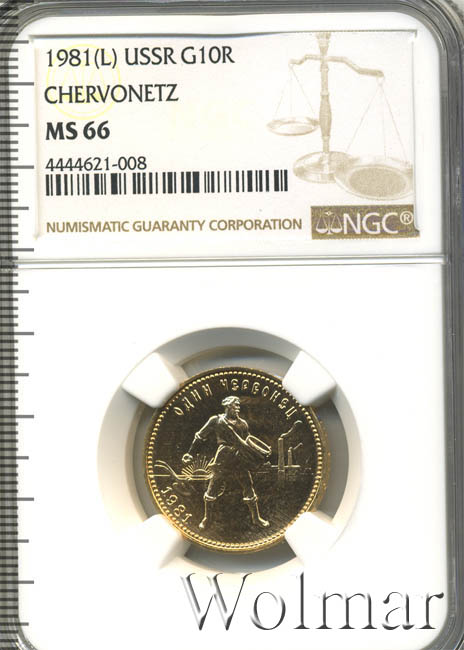 1981(L) USSR G10R
CHERVONETZ
MS 66
4444621-008
NUMISMATIC GUARANTY CORPORATION
NGC®
ОДИН ЧЕРВОНЕЦ
1981
Wolmar